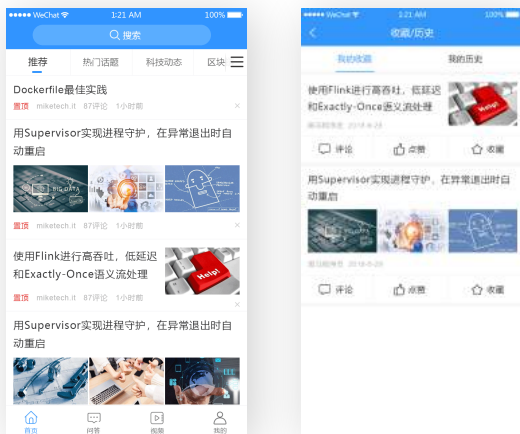 WeChat 1:21 AM 100%
搜索
推荐 热门话题 科技动态 区块
Dockerfile最佳实践
置顶 miketech.it 87评论 1小时前
用Supervisor实现进程守护，在异常退出时自
动重启
BIG DATA
置顶 miketech.it 87评论 1小时前
使用Flink进行高吞吐，低延迟
和Exactly-Once语义流处理
Help!
置顶 miketech.it 87评论 1小时前
用Supervisor实现进程守护，在异常退出时自
动重启
首页 问答 视频 我的
WeChat 1:21 AM 100%
收藏/历史
我的收藏 我的历史
使用Flink进行高吞吐，低延迟
和Exactly-Once语义流处理
Help!
评论 点赞 收藏
用Supervisor实现进程守护，在异常退出时自
动重启
评论 点赞 收藏